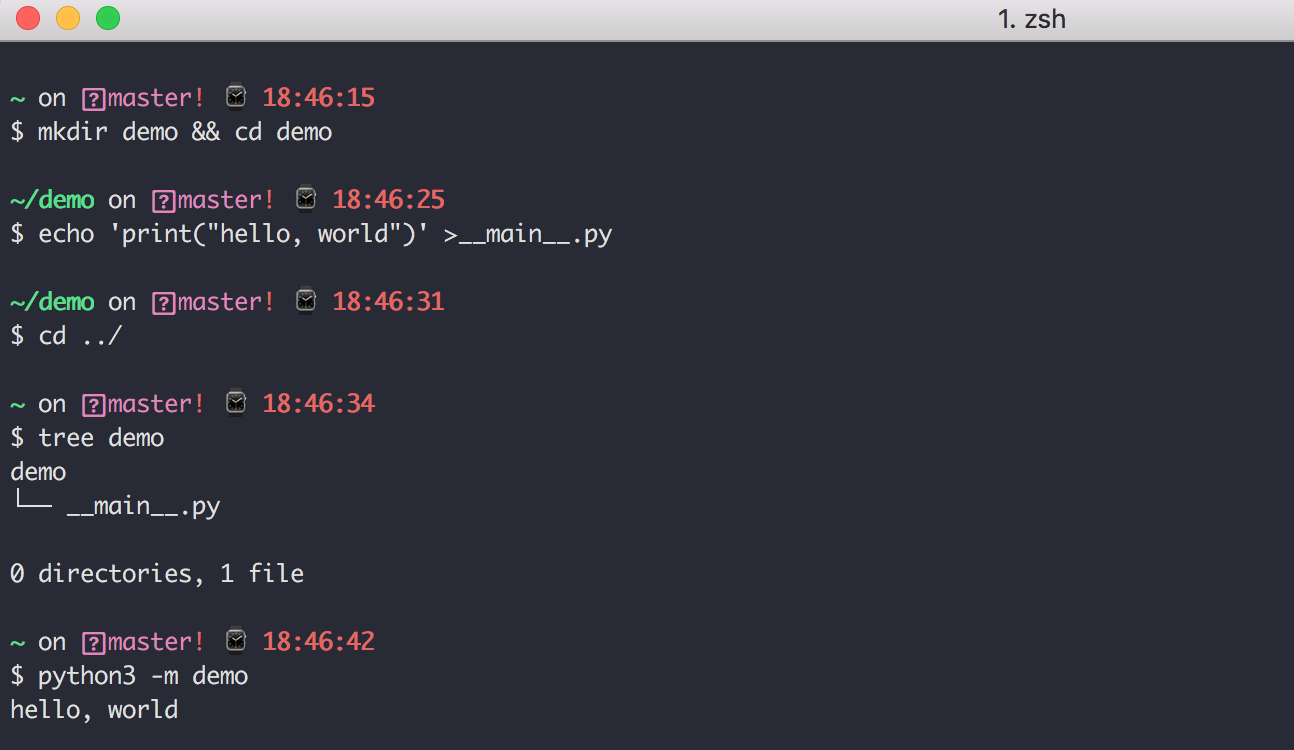 1. zsh
~ on ⍰master! ⌚ 18:46:15
$ mkdir demo && cd demo
~/demo on ⍰master! ⌚ 18:46:25
$ echo 'print("hello, world")' >__main__.py
~/demo on ⍰master! ⌚ 18:46:31
$ cd ../
~ on ⍰master! ⌚ 18:46:34
$ tree demo
demo
└── __main__.py
0 directories, 1 file
~ on ⍰master! ⌚ 18:46:42
$ python3 -m demo
hello, world